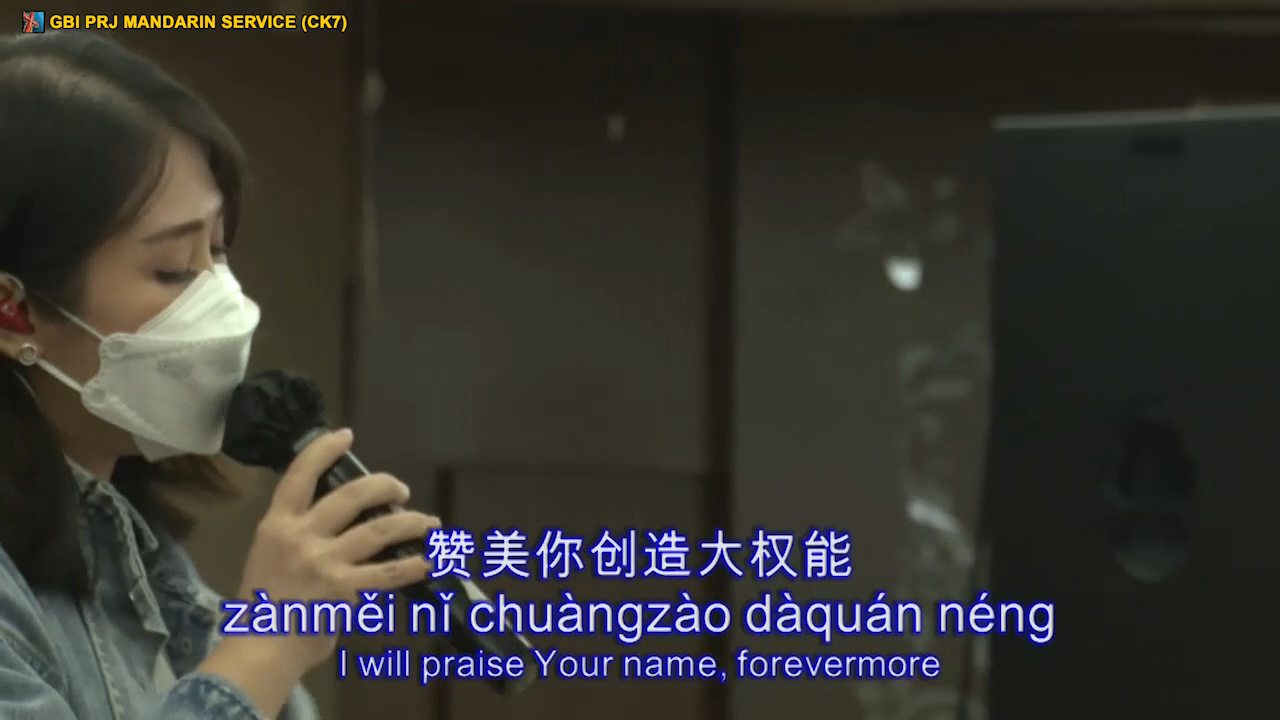 GBI PRJ MANDARIN SERVICE (CK7)
赞美你创造大权能
zànměi nǐ chuàngzào dàquán néng
I will praise Your name, forevermore